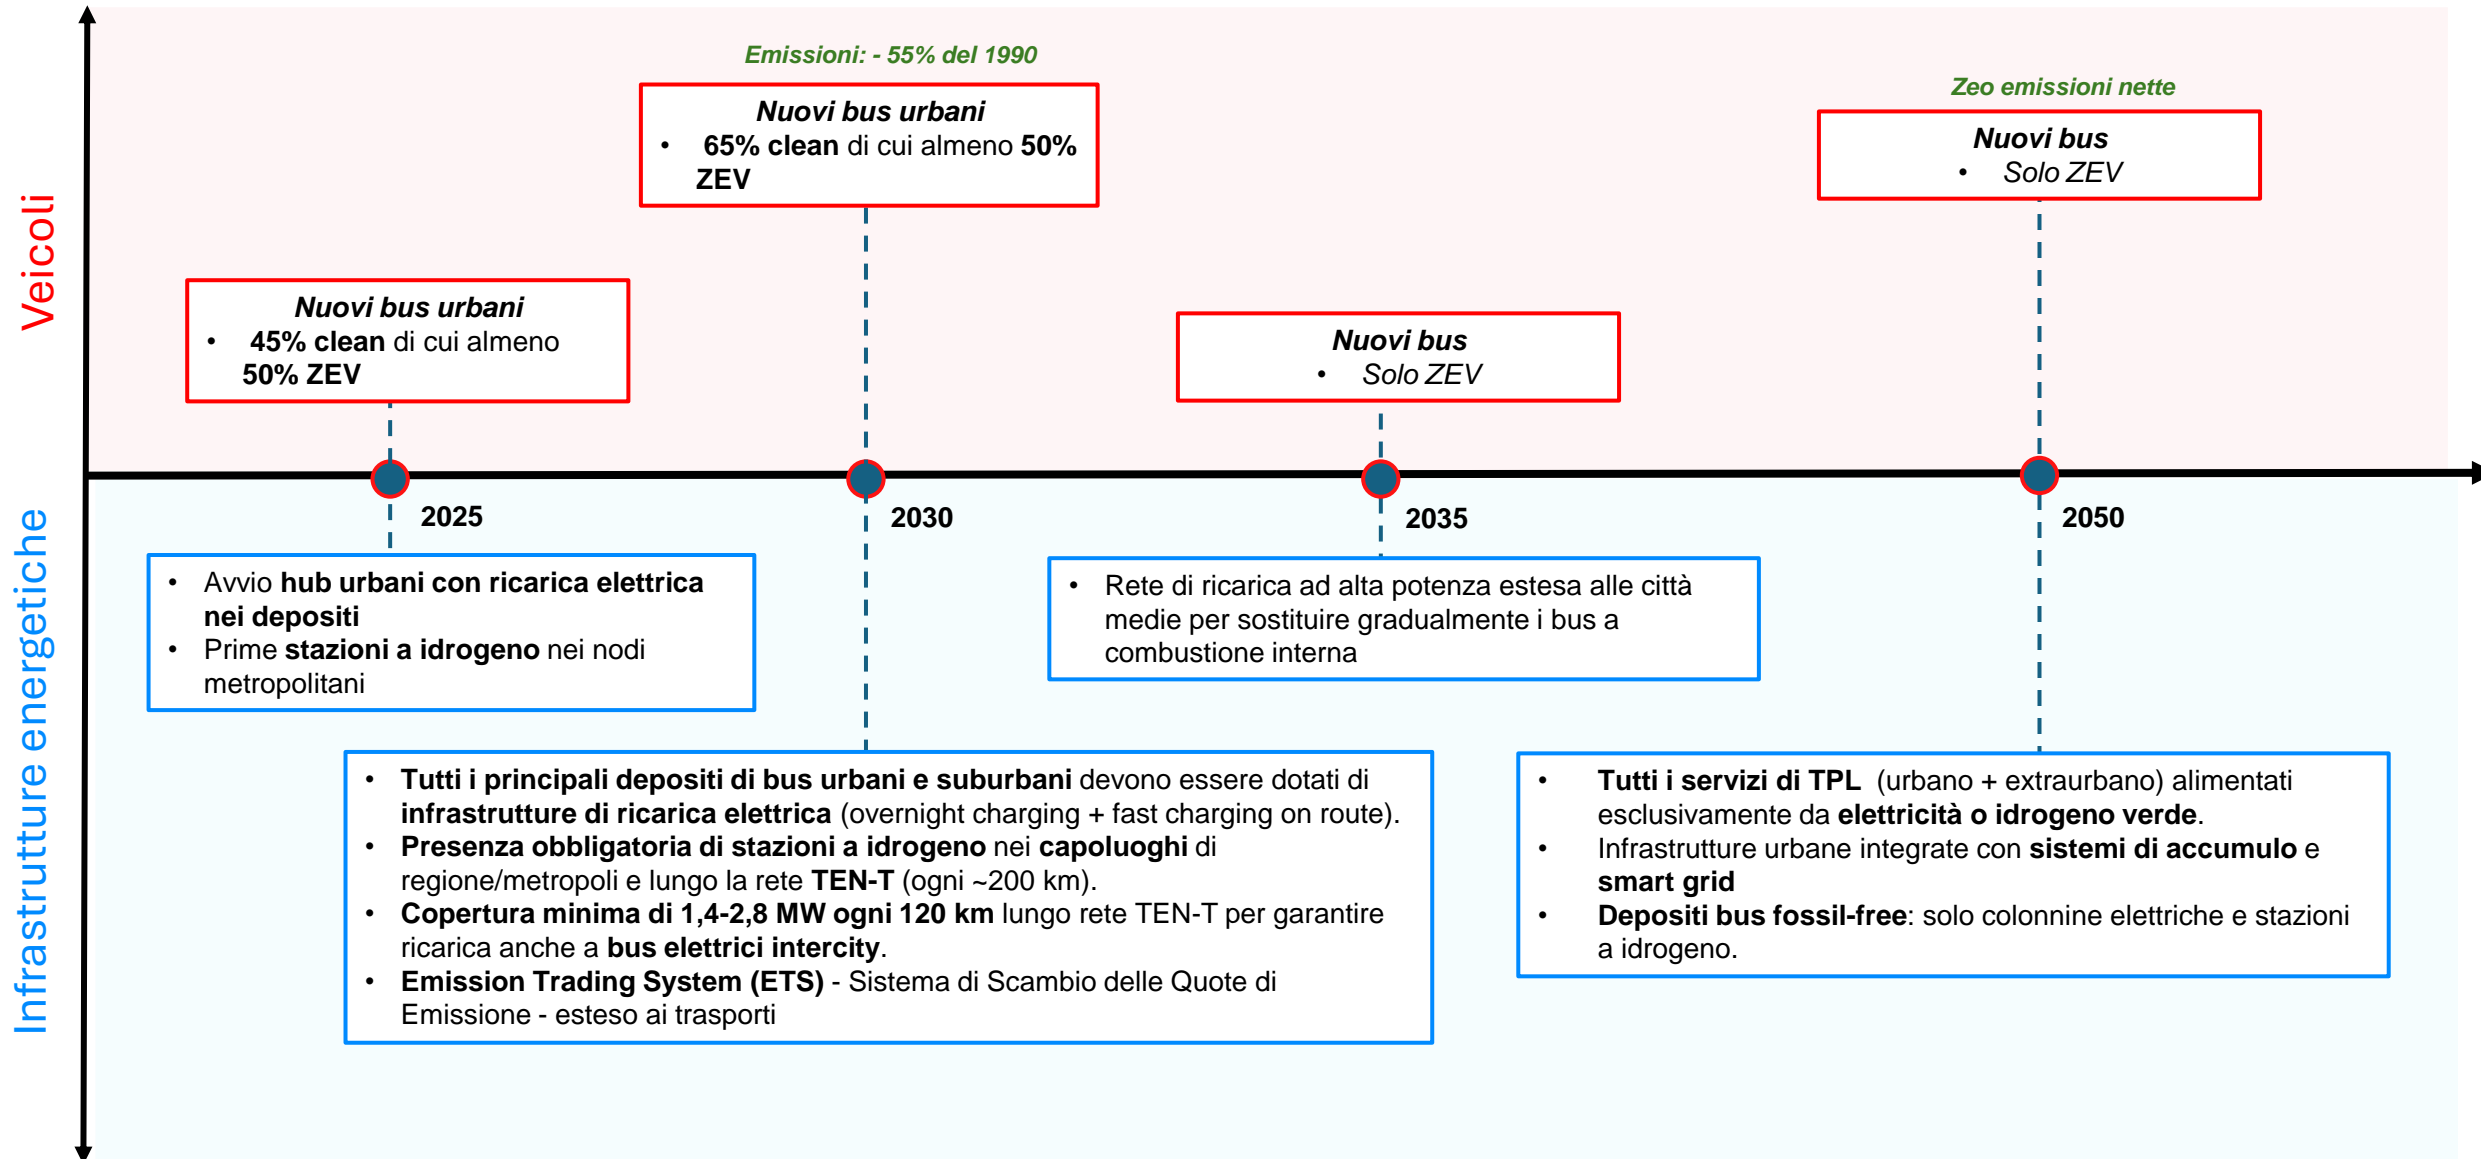 Veicoli
Emissioni: - 55% del 1990
Nuovi bus urbani
• 65% clean di cui almeno 50%
ZEV
Zeo emissioni nette
Nuovi bus
• Solo ZEV
Nuovi bus urbani
• 45% clean di cui almeno
50% ZEV
Nuovi bus
• Solo ZEV
2025
2030
2035
2050
Infrastrutture energetiche
• Avvio hub urbani con ricarica elettrica
nei depositi
• Prime stazioni a idrogeno nei nodi
metropolitani
• Rete di ricarica ad alta potenza estesa alle città
medie per sostituire gradualmente i bus a
combustione interna
• Tutti i principali depositi di bus urbani e suburbani devono essere dotati di
infrastrutture di ricarica elettrica (overnight charging + fast charging on route).
• Presenza obbligatoria di stazioni a idrogeno nei capoluoghi di
regione/metropoli e lungo la rete TEN-T (ogni ~200 km).
• Copertura minima di 1,4-2,8 MW ogni 120 km lungo rete TEN-T per garantire
ricarica anche a bus elettrici intercity.
• Emission Trading System (ETS) - Sistema di Scambio delle Quote di
Emissione - esteso ai trasporti
• Tutti i servizi di TPL (urbano + extraurbano) alimentati
esclusivamente da elettricità o idrogeno verde.
• Infrastrutture urbane integrate con sistemi di accumulo e
smart grid
• Depositi bus fossil-free: solo colonnine elettriche e stazioni
a idrogeno.